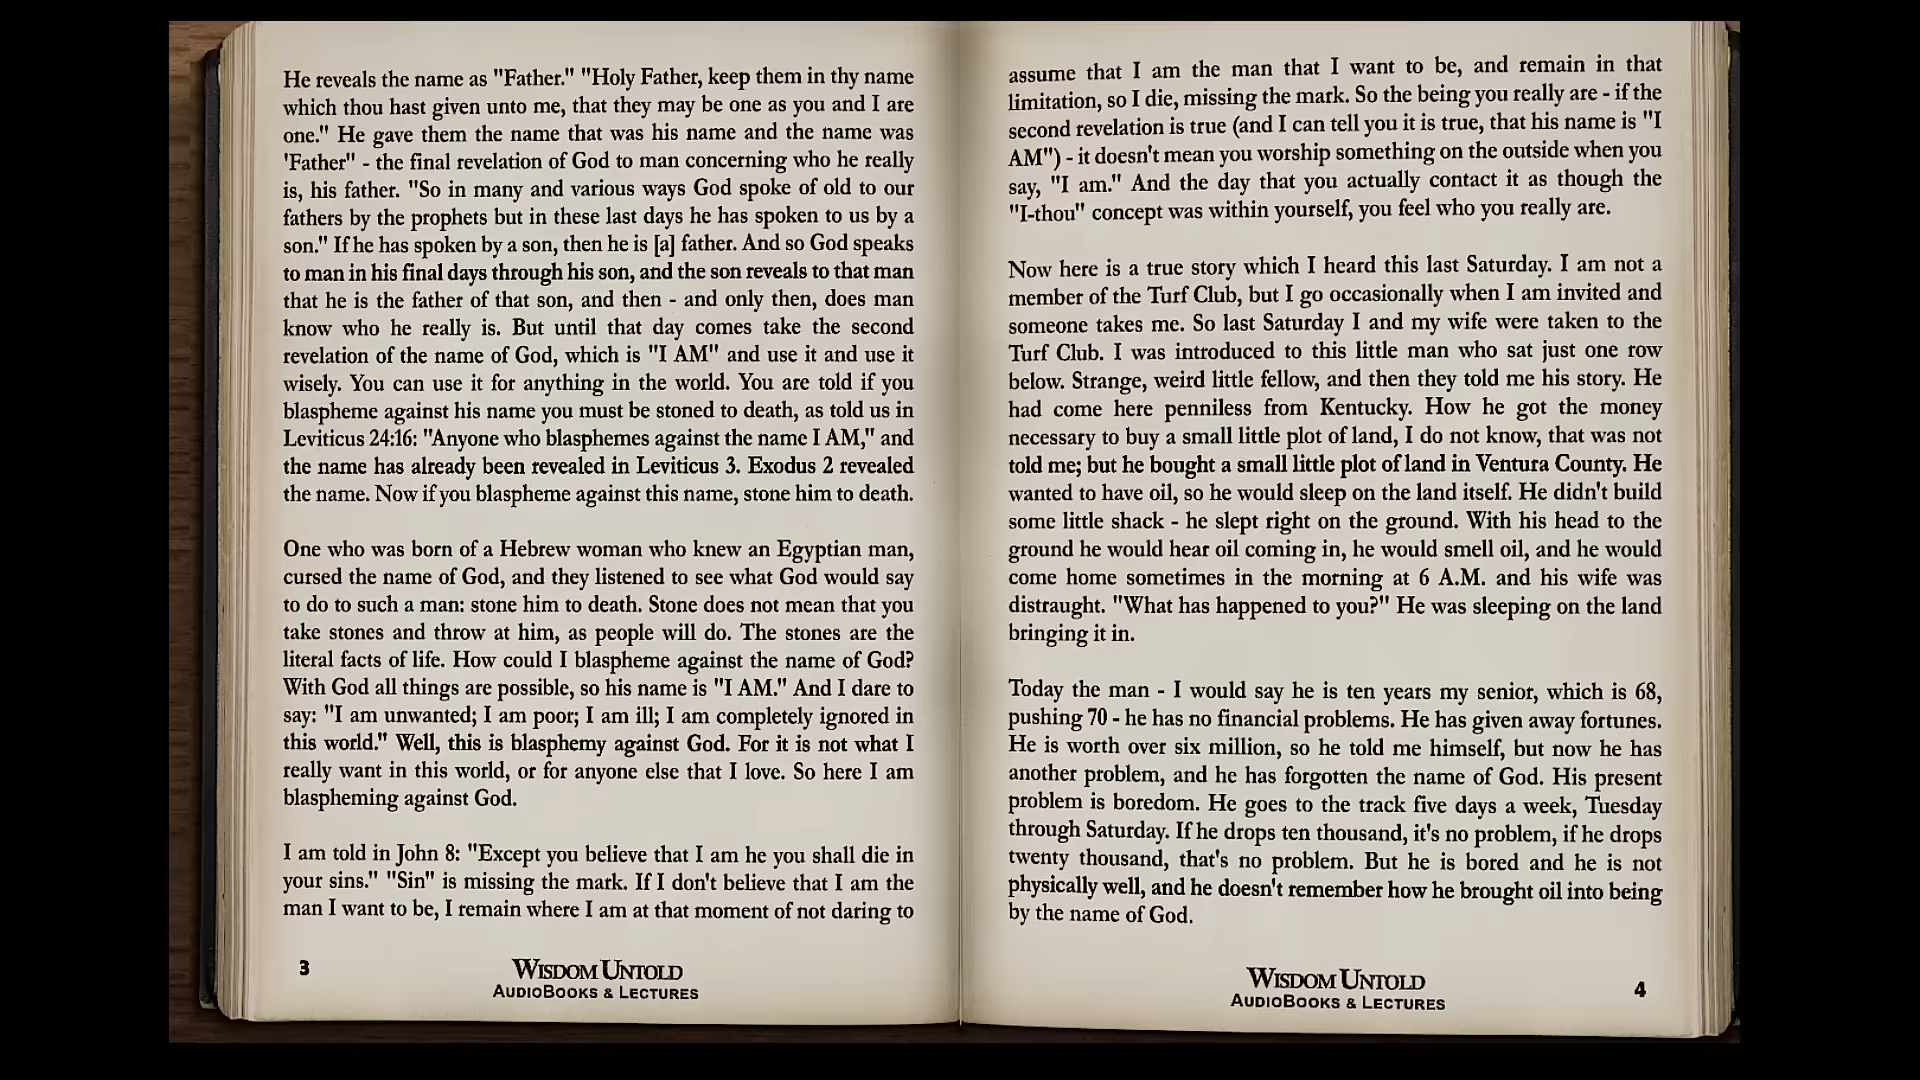 He reveals the name as "Father." "Holy Father, keep them in thy name
which thou hast given unto me, that they may be one as you and I are
one." He gave them the name that was his name and the name was
'Father" - the final revelation of God to man concerning who he really
is, his father. "So in many and various ways God spoke of old to our
fathers by the prophets but in these last days he has spoken to us by a
son." If he has spoken by a son, then he is [a] father. And so God speaks
to man in his final days through his son, and the son reveals to that man
that he is the father of that son, and then - and only then, does man
know who he really is. But until that day comes take the second
revelation of the name of God, which is "I AM" and use it and use it
wisely. You can use it for anything in the world. You are told if you
blaspheme against his name you must be stoned to death, as told us in
Leviticus 24:16: "Anyone who blasphemes against the name I AM," and
the name has already been revealed in Leviticus 3. Exodus 2 revealed
the name. Now if you blaspheme against this name, stone him to death.
One who was born of a Hebrew woman who knew an Egyptian man,
cursed the name of God, and they listened to see what God would say
to do to such a man: stone him to death. Stone does not mean that you
take stones and throw at him, as people will do. The stones are the
literal facts of life. How could I blaspheme against the name of God?
With God all things are possible, so his name is "I AM." And I dare to
say: "I am unwanted; I am poor; I am ill; I am completely ignored in
this world." Well, this is blasphemy against God. For it is not what I
really want in this world, or for anyone else that I love. So here I am
blaspheming against God.
I am told in John 8: "Except you believe that I am he you shall die in
your sins." "Sin" is missing the mark. If I don't believe that I am the
man I want to be, I remain where I am at that moment of not daring to
3
WISDOM UNTOLD
AUDIOBOOKS & LECTURES
assume that I am the man that I want to be, and remain in that
limitation, so I die, missing the mark. So the being you really are - if the
second revelation is true (and I can tell you it is true, that his name is "I
AM") - it doesn't mean you worship something on the outside when you
say, "I am." And the day that you actually contact it as though the
"I-thou" concept was within yourself, you feel who you really are.
Now here is a true story which I heard this last Saturday. I am not a
member of the Turf Club, but I go occasionally when I am invited and
someone takes me. So last Saturday I and my wife were taken to the
Turf Club. I was introduced to this little man who sat just one row
below. Strange, weird little fellow, and then they told me his story. He
had come here penniless from Kentucky. How he got the money
necessary to buy a small little plot of land, I do not know, that was not
told me; but he bought a small little plot of land in Ventura County. He
wanted to have oil, so he would sleep on the land itself. He didn't build
some little shack - he slept right on the ground. With his head to the
ground he would hear oil coming in, he would smell oil, and he would
come home sometimes in the morning at 6 A.M. and his wife was
distraught. "What has happened to you?" He was sleeping on the land
bringing it in.
Today the man - I would say he is ten years my senior, which is 68,
pushing 70 - he has no financial problems. He has given away fortunes.
He is worth over six million, so he told me himself, but now he has
another problem, and he has forgotten the name of God. His present
problem is boredom. He goes to the track five days a week, Tuesday
through Saturday. If he drops ten thousand, it's no problem, if he drops
twenty thousand, that's no problem. But he is bored and he is not
physically well, and he doesn't remember how he brought oil into being
by the name of God.
WISDOM UNTOLD
AUDIOBOOKS & LECTURES
4